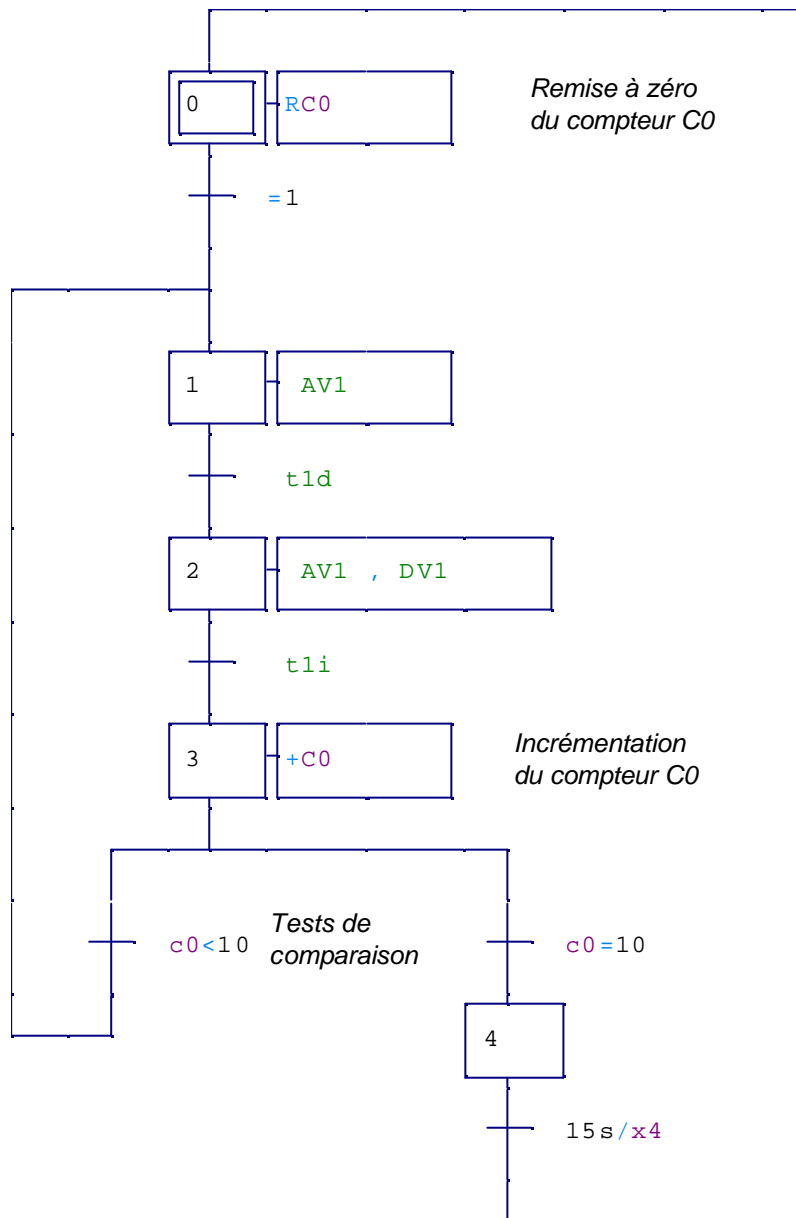 0 RC0
Remise à zéro
du compteur C0
=1
1 AV1
t1d
2 AV1 , DV1
t1i
3 +C0
Incrémentation
du compteur C0
c0<10
Tests de
comparaison
c0=10
4
15s/x4